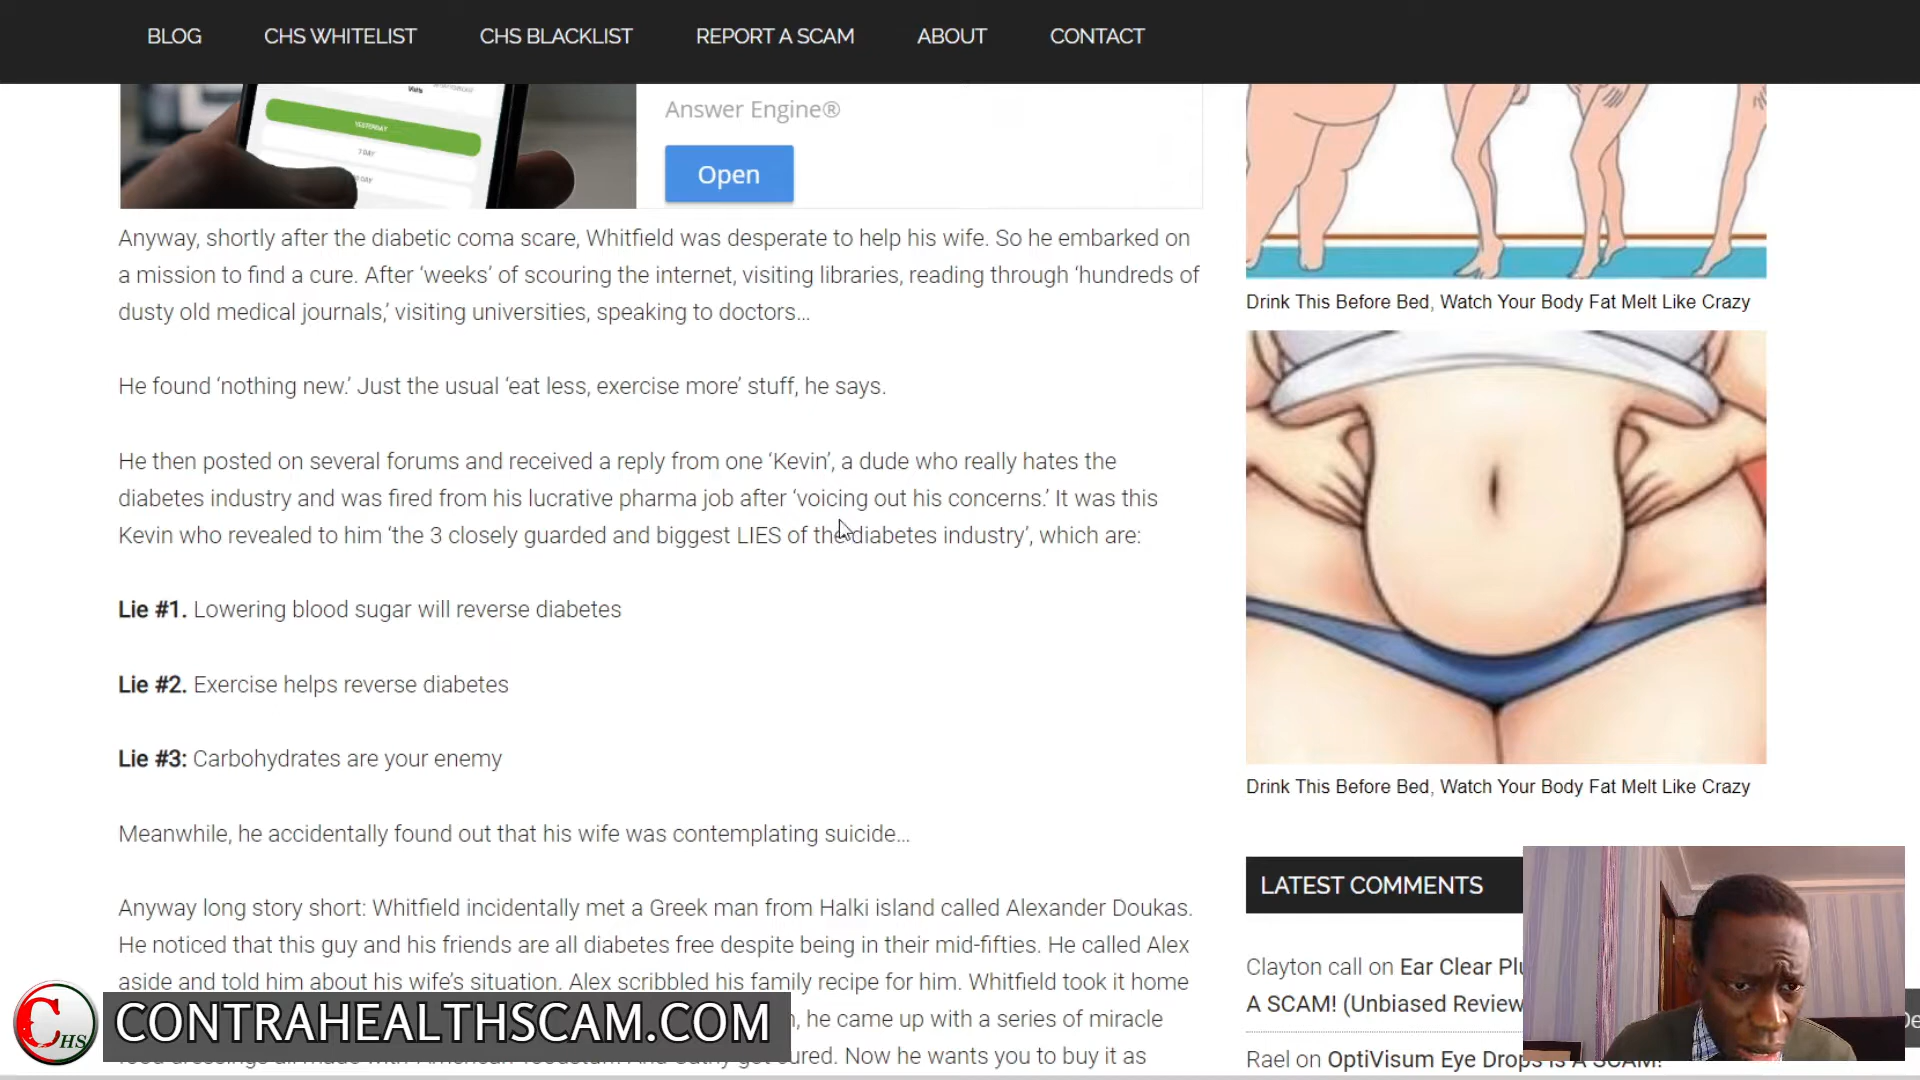 BLOG CHS WHITELIST CHS BLACKLIST REPORT A SCAM ABOUT CONTACT
YESTERDAY
7 DAY
Answer Engine®
Open
Anyway, shortly after the diabetic coma scare, Whitfield was desperate to help his wife. So he embarked on
a mission to find a cure. After ‘weeks’ of scouring the internet, visiting libraries, reading through ‘hundreds of
dusty old medical journals,’ visiting universities, speaking to doctors…
He found ‘nothing new.’ Just the usual ‘eat less, exercise more’ stuff, he says.
He then posted on several forums and received a reply from one ‘Kevin’, a dude who really hates the
diabetes industry and was fired from his lucrative pharma job after ‘voicing out his concerns.’ It was this
Kevin who revealed to him ‘the 3 closely guarded and biggest LIES of the diabetes industry’, which are:
Lie #1. Lowering blood sugar will reverse diabetes
Lie #2. Exercise helps reverse diabetes
Lie #3: Carbohydrates are your enemy
Meanwhile, he accidentally found out that his wife was contemplating suicide…
Anyway long story short: Whitfield incidentally met a Greek man from Halki island called Alexander Doukas.
He noticed that this guy and his friends are all diabetes free despite being in their mid-fifties. He called Alex
aside and told him about his wife’s situation. Alex scribbled his family recipe for him. Whitfield took it home
he came up with a series of miracle
cured. Now he wants you to buy it as
Drink This Before Bed, Watch Your Body Fat Melt Like Crazy
Drink This Before Bed, Watch Your Body Fat Melt Like Crazy
LATEST COMMENTS
Clayton call on Ear Clear
A SCAM! (Unbiased Review
Rael on OptiVisum Eye Drops Is A SCAM!
CHS
CONTRAHEALTHSCAM.COM